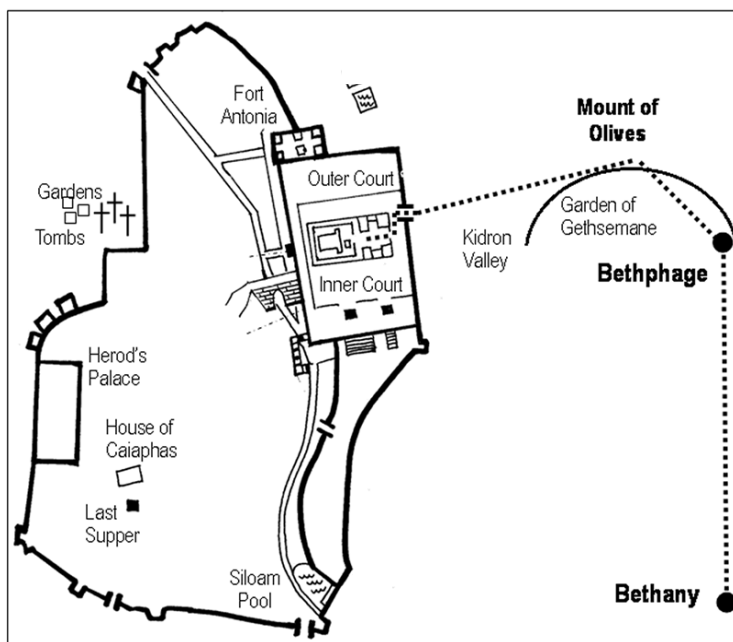 Fort
Antonia
Mount of
Olives
Outer Court
Gardens
Tombs
Garden of
Gethsemane
Kidron
Valley
Bethphage
Inner Court
Herod's
Palace
House of
Caiaphas
Last
Supper
Siloam
Pool
Bethany